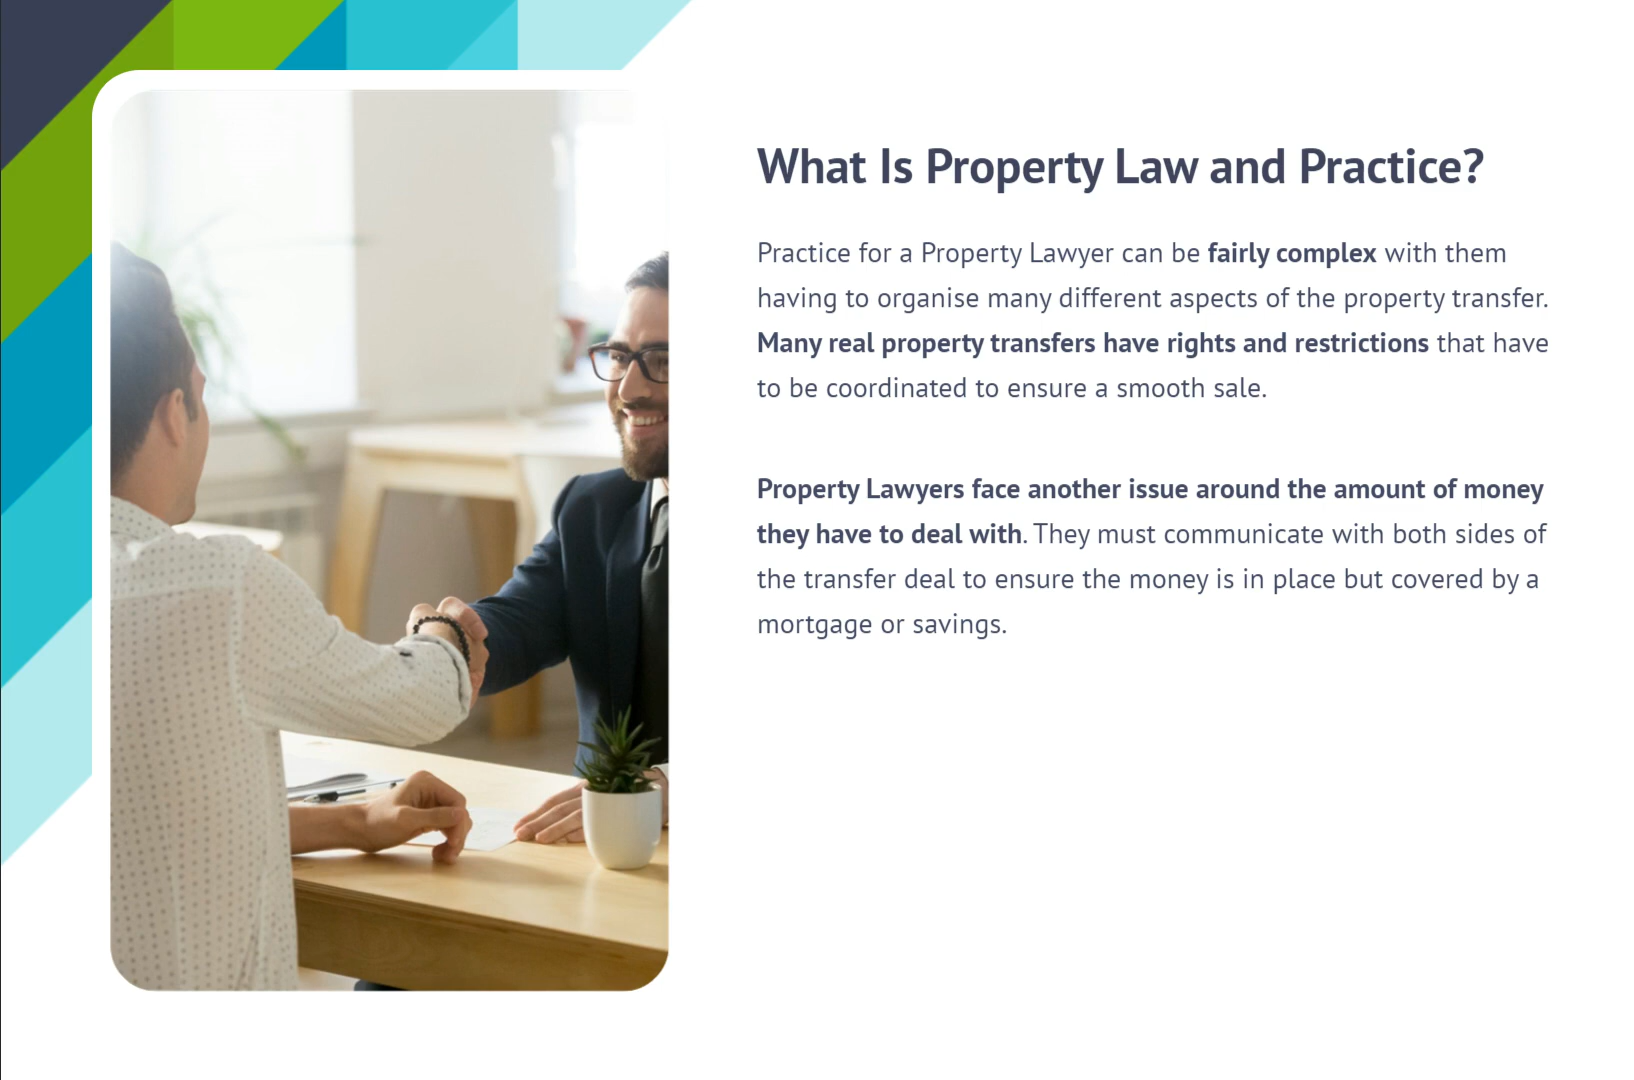 What Is Property Law and Practice?
Practice for a Property Lawyer can be fairly complex with them
having to organise many different aspects of the property transfer.
Many real property transfers have rights and restrictions that have
to be coordinated to ensure a smooth sale.
Property Lawyers face another issue around the amount of money
they have to deal with. They must communicate with both sides of
the transfer deal to ensure the money is in place but covered by a
mortgage or savings.